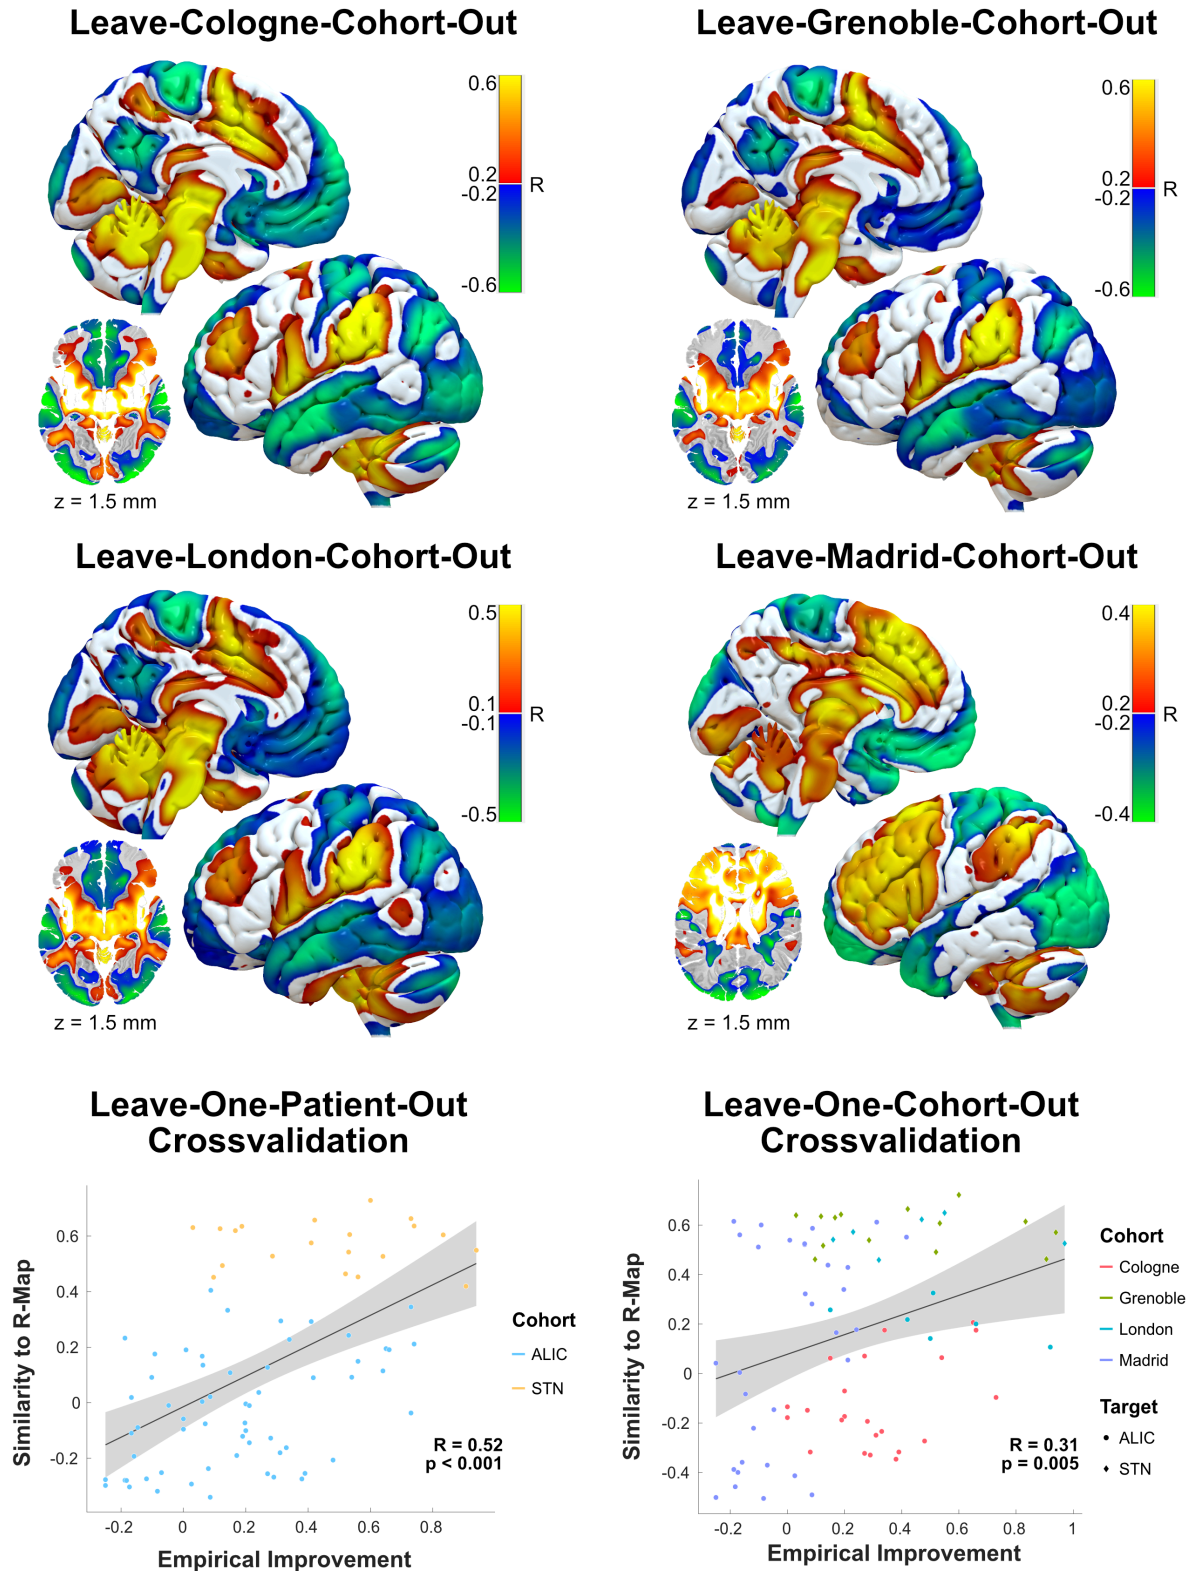 Leave-Cologne-Cohort-Out
Leave-Grenoble-Cohort-Out
0.6
0.2
-0.2
-0.6
R
z = 1.5 mm
0.6
0.2
-0.2
-0.6
R
z = 1.5 mm
Leave-London-Cohort-Out
Leave-Madrid-Cohort-Out
0.5
0.1
-0.1
-0.5
R
z = 1.5 mm
0.4
0.2
-0.2
-0.4
R
z = 1.5 mm
Leave-One-Patient-Out
Crossvalidation
Similarity to R-Map
0.6
0.4
0.2
0
-0.2
-0.2 0 0.2 0.4 0.6 0.8
Empirical Improvement
R = 0.52
p < 0.001
Cohort
ALIC
STN
Leave-One-Cohort-Out
Crossvalidation
Similarity to R-Map
0.6
0.4
0.2
0
-0.2
-0.4
-0.2 0 0.2 0.4 0.6 0.8 1
Empirical Improvement
R = 0.31
p = 0.005
Cohort
Cologne
Grenoble
London
Madrid
Target
ALIC
STN